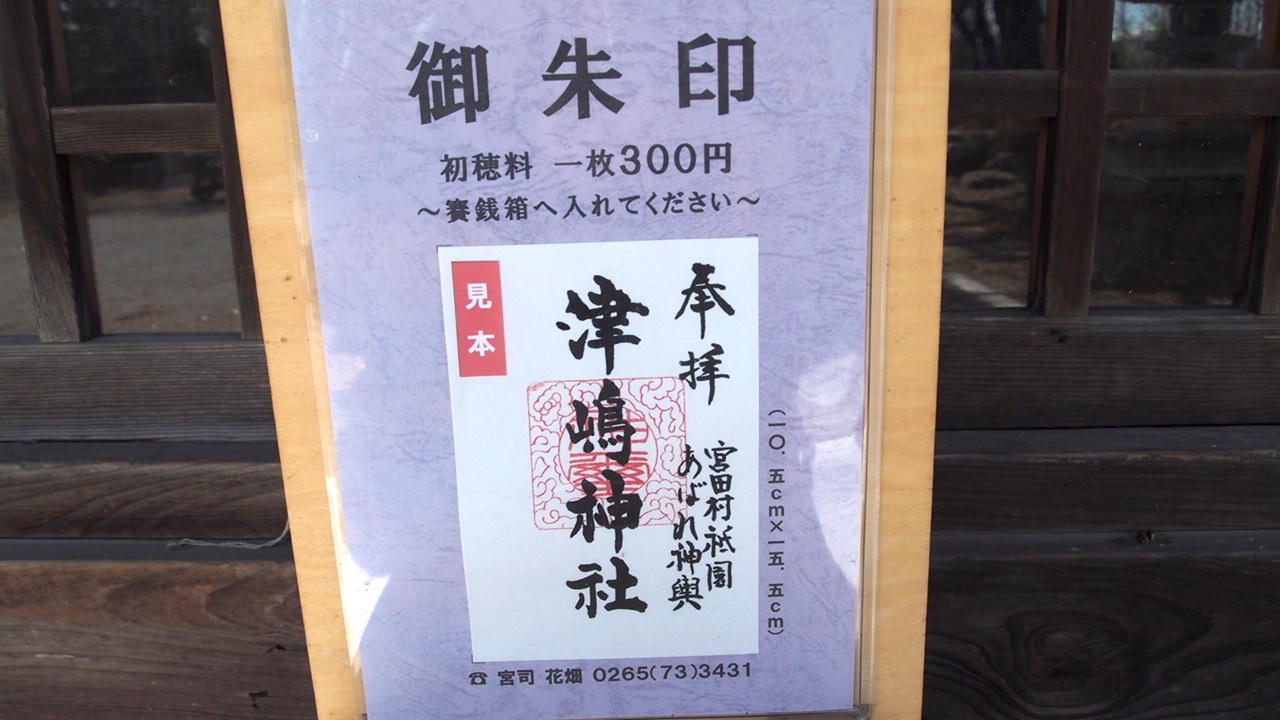 御朱印
初穂料 一枚300円
～賽銭箱へ入れてください～
見本
奉拝
宮田村祇園
あばれ神輿
津嶋神社
(一〇.五cm×一五.五cm)
☎ 宮司 花畑 0265(73)3431